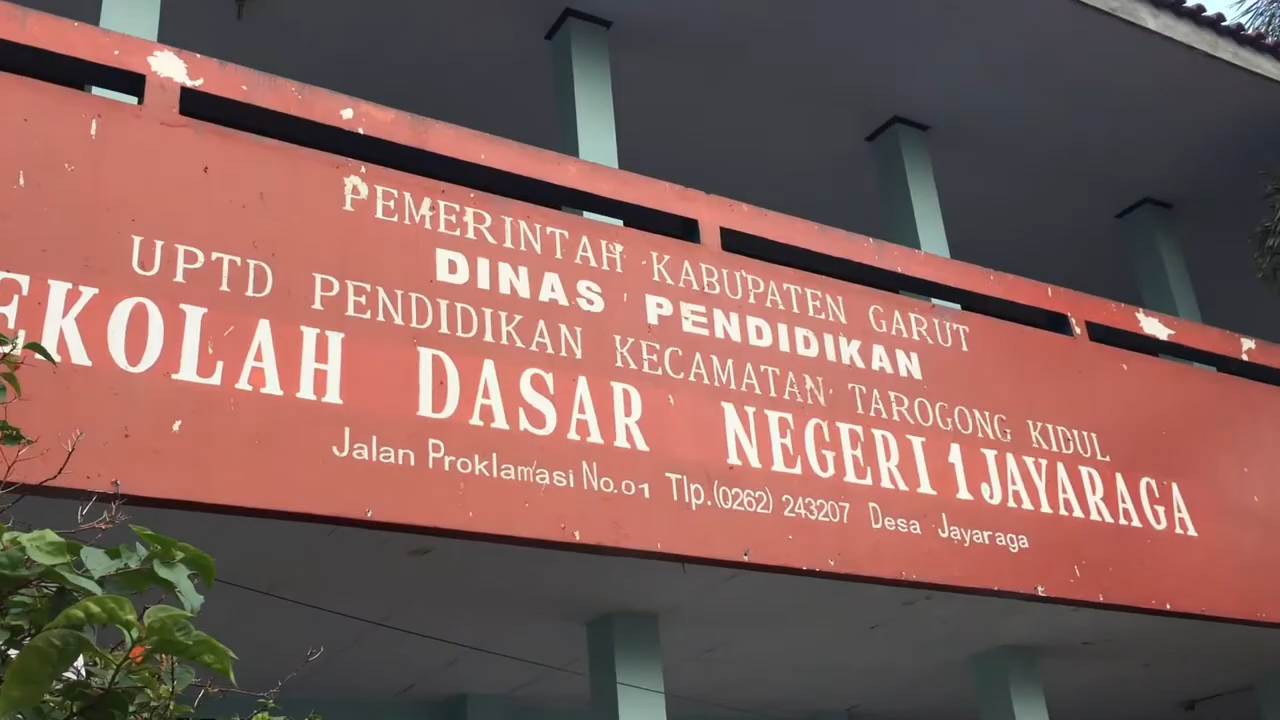 PEMERINTAH KABUPATEN GARUT
DINAS PENDIDIKAN
UPTD PENDIDIKAN KECAMATAN TAROGONG KIDUL
EKOLAH DASAR NEGERI 1 JAYARAGA
Jalan Proklamasi No.01 Tlp.(0262) 243207 Desa Jayaraga